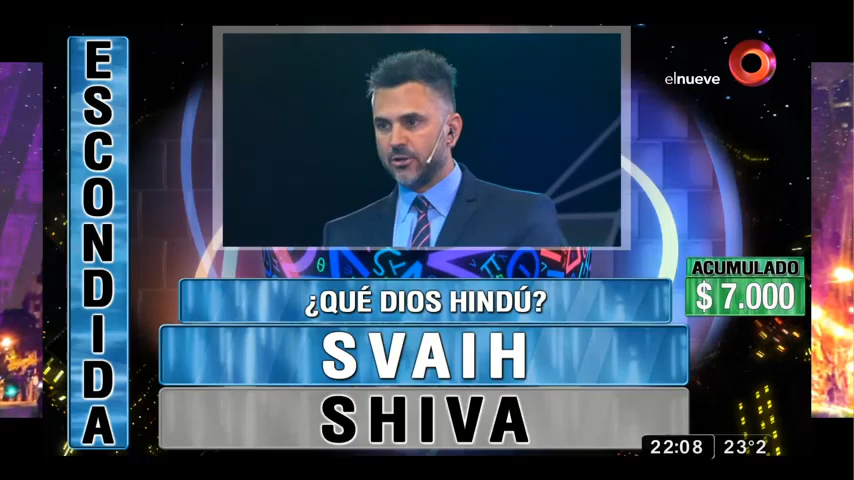 ESCONDIDA
elnueve
¿QUÉ DIOS HINDÚ?
ACUMULADO
$ 7.000
SVAIH
SHIVA
22:08 23°2